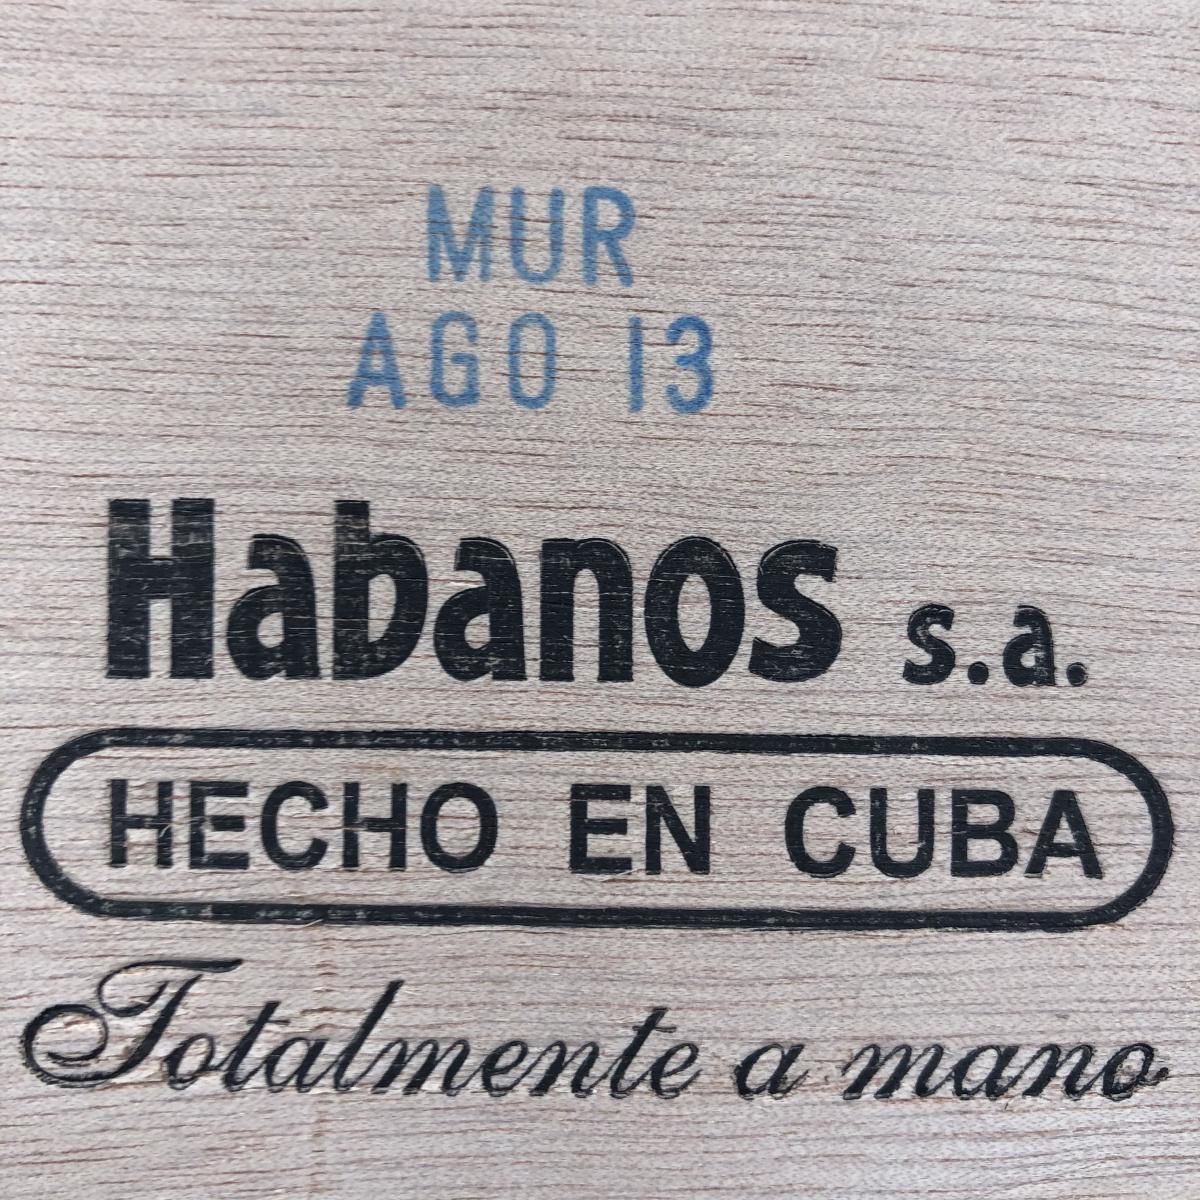 MUR
AGO 13
Habanos s.a.
HECHO EN CUBA
Totalmente a mano